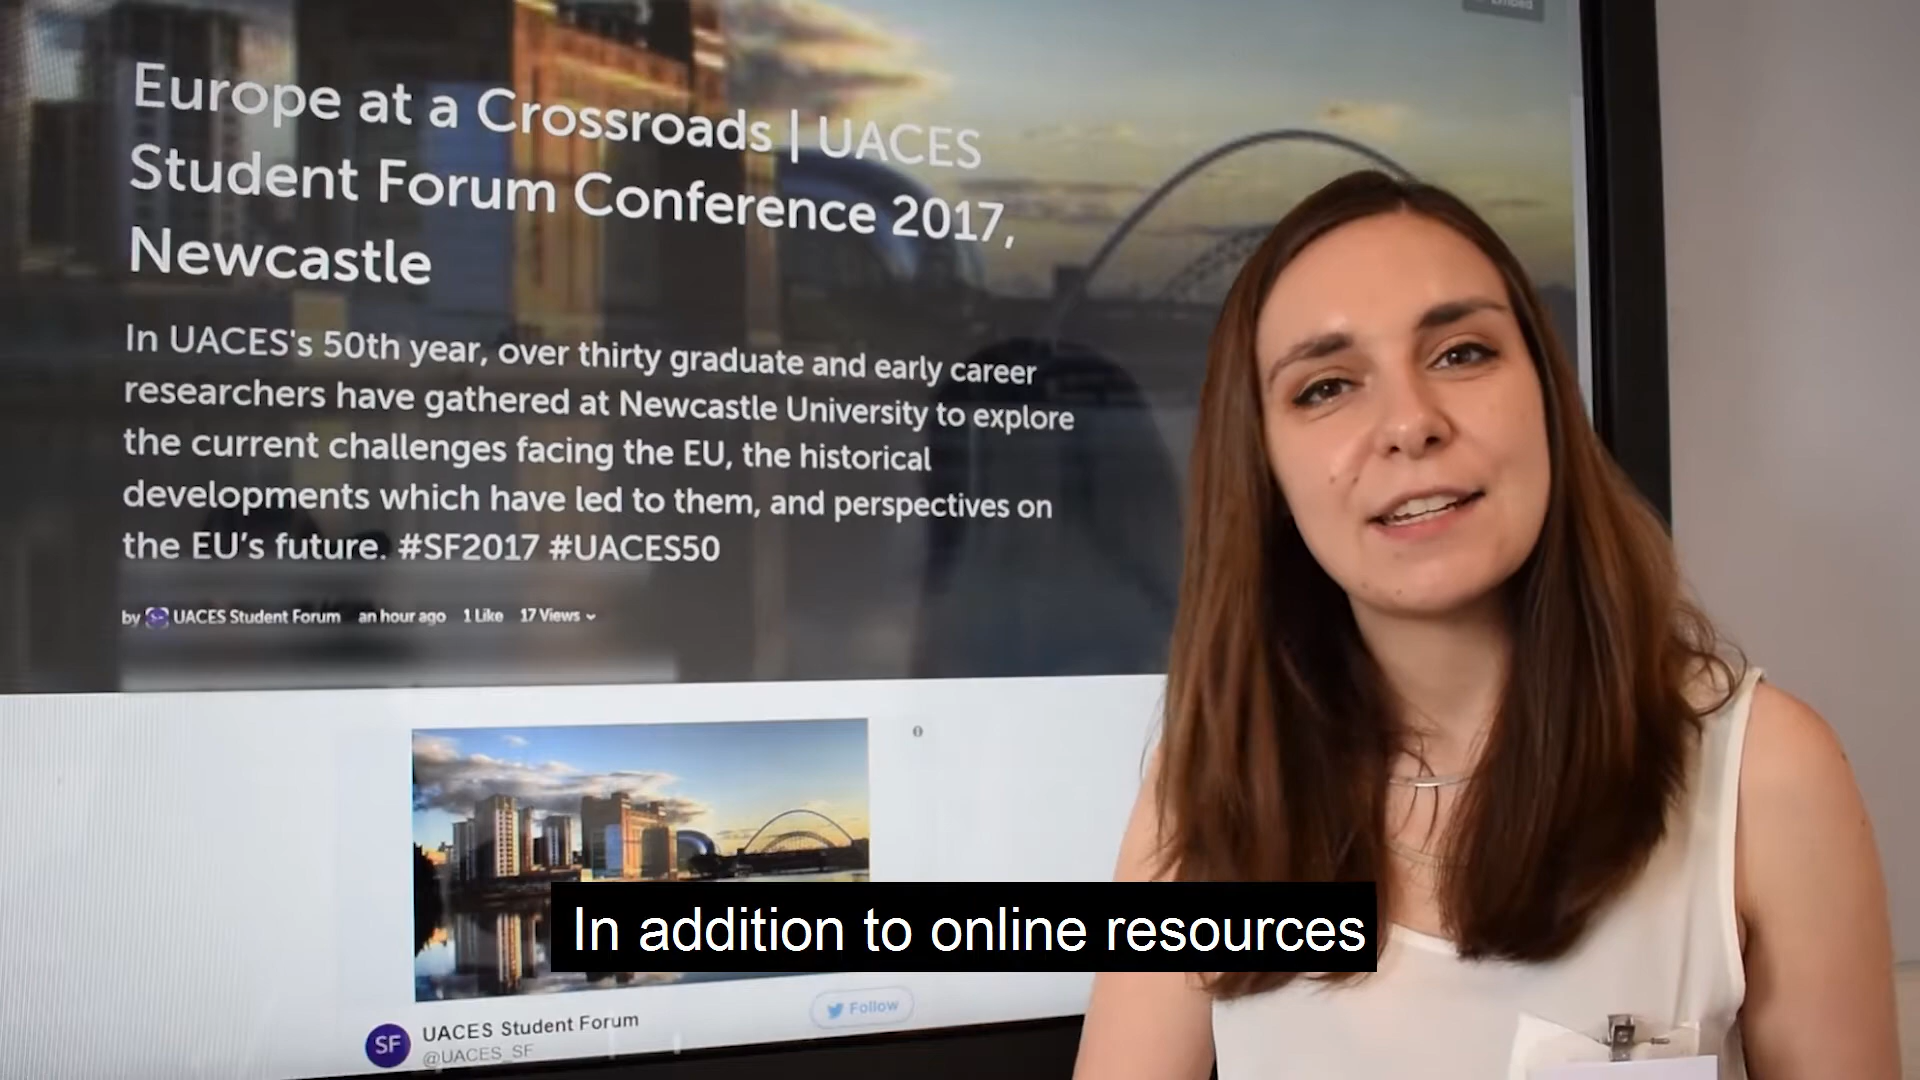 Embed
Europe at a Crossroads | UACES
Student Forum Conference 2017,
Newcastle
In UACES's 50th year, over thirty graduate and early career
researchers have gathered at Newcastle University to explore
the current challenges facing the EU, the historical
developments which have led to them, and perspectives on
the EU's future. #SF2017 #UACES50
by UACES Student Forum an hour ago 1 Like 17 Views
In addition to online resources
Follow
SF UACES Student Forum
@UACES_SF